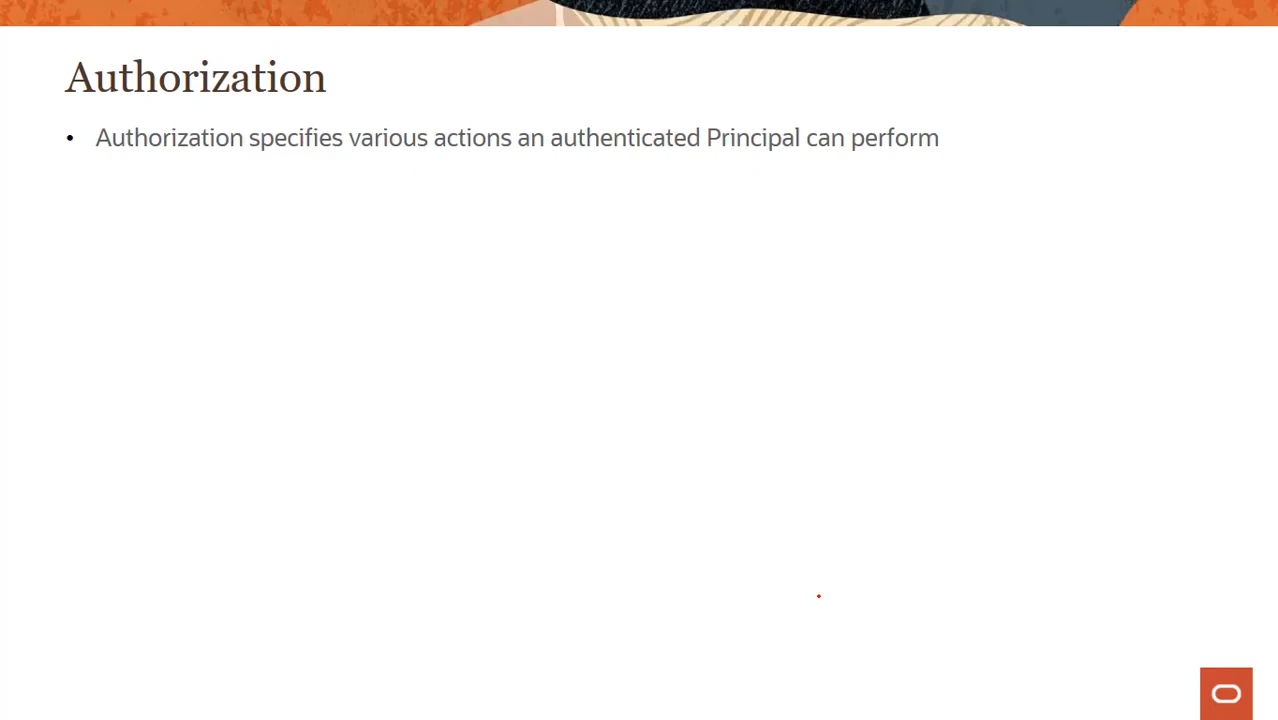 Authorization
• Authorization specifies various actions an authenticated Principal can perform